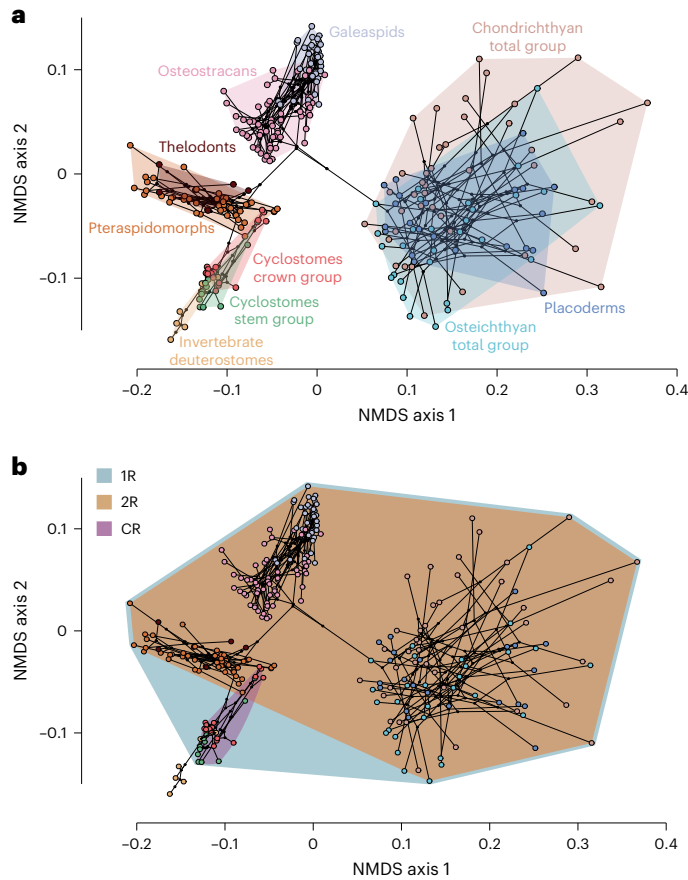 a
Galeaspids
Chondrichthyan
total group
Osteostracans
0.1
Thelodonts
0
NMDS axis 2
Pteraspidomorphs
Cyclostomes
crown group
−0.1
Cyclostomes
stem group
Placoderms
Osteichthyan
total group
Invertebrate
deuterostomes
−0.2 −0.1 0 0.1 0.2 0.3 0.4
NMDS axis 1
b
1R
2R
CR
0.1
0
NMDS axis 2
−0.1
−0.2 −0.1 0 0.1 0.2 0.3 0.4
NMDS axis 1